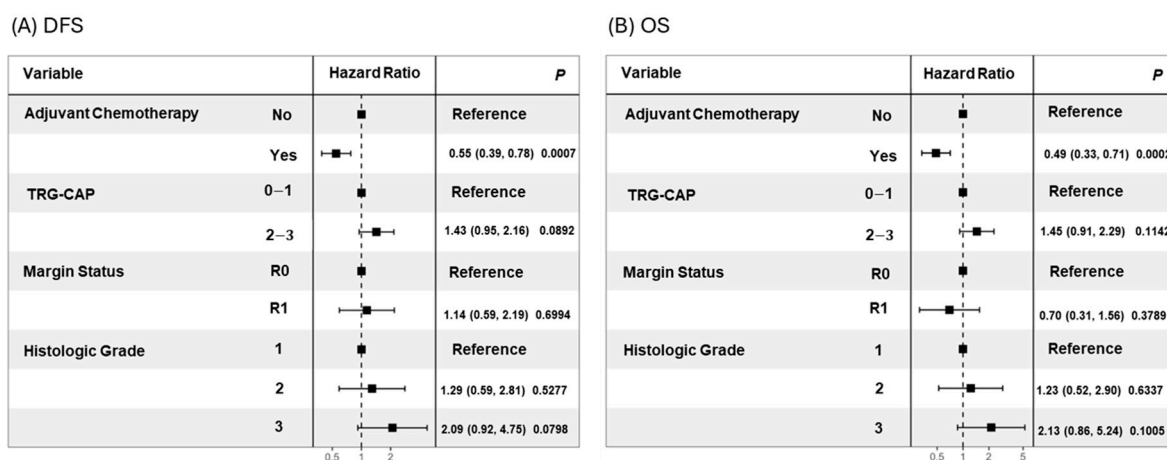 (A) DFS
Variable Hazard Ratio P
Adjuvant Chemotherapy No Reference
Yes 0.55 (0.39, 0.78) 0.0007
TRG-CAP 0−1 Reference
2−3 1.43 (0.95, 2.16) 0.0892
Margin Status R0 Reference
R1 1.14 (0.59, 2.19) 0.6994
Histologic Grade 1 Reference
2 1.29 (0.59, 2.81) 0.5277
3 2.09 (0.92, 4.75) 0.0798
0.5 1 2
(B) OS
Variable Hazard Ratio P
Adjuvant Chemotherapy No Reference
Yes 0.49 (0.33, 0.71) 0.0002
TRG-CAP 0−1 Reference
2−3 1.45 (0.91, 2.29) 0.1142
Margin Status R0 Reference
R1 0.70 (0.31, 1.56) 0.3789
Histologic Grade 1 Reference
2 1.23 (0.52, 2.90) 0.6337
3 2.13 (0.86, 5.24) 0.1005
0.5 1 2 5